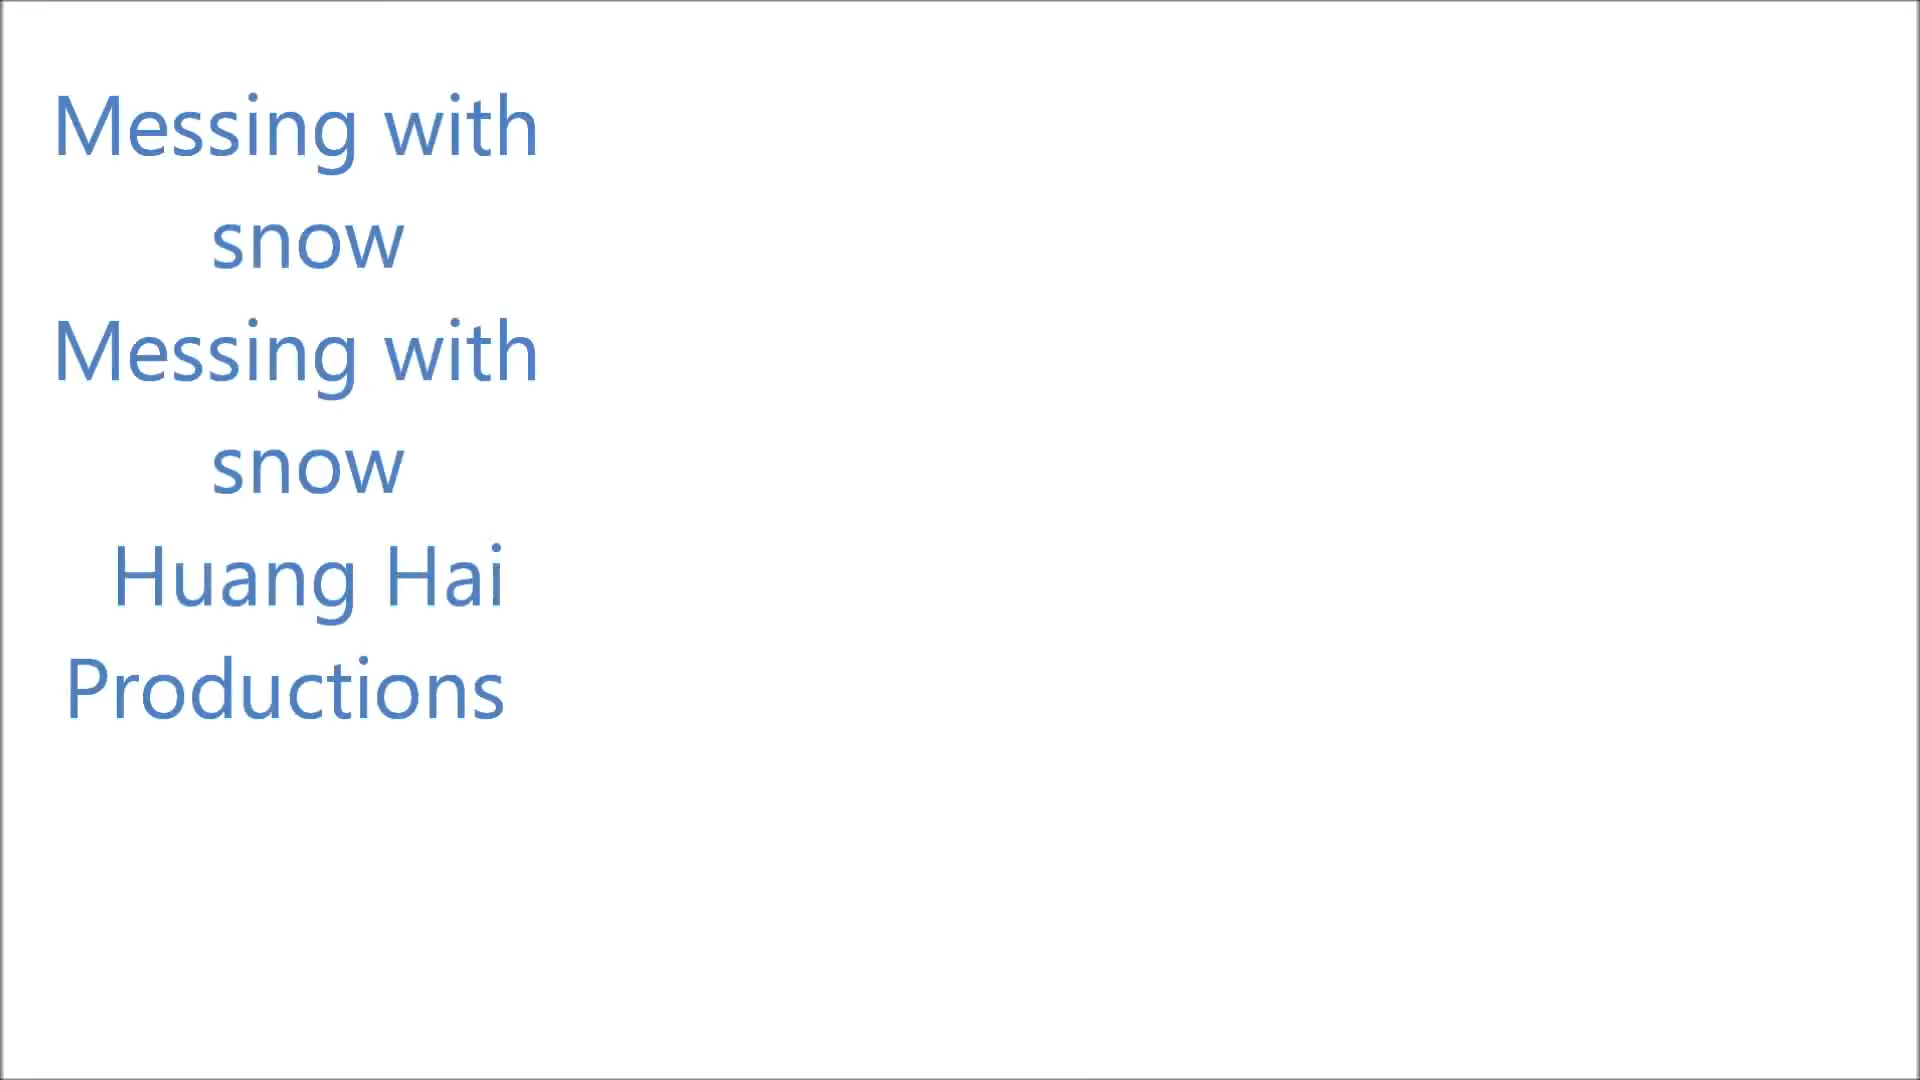 Messing with
snow
Messing with
snow
Huang Hai
Productions